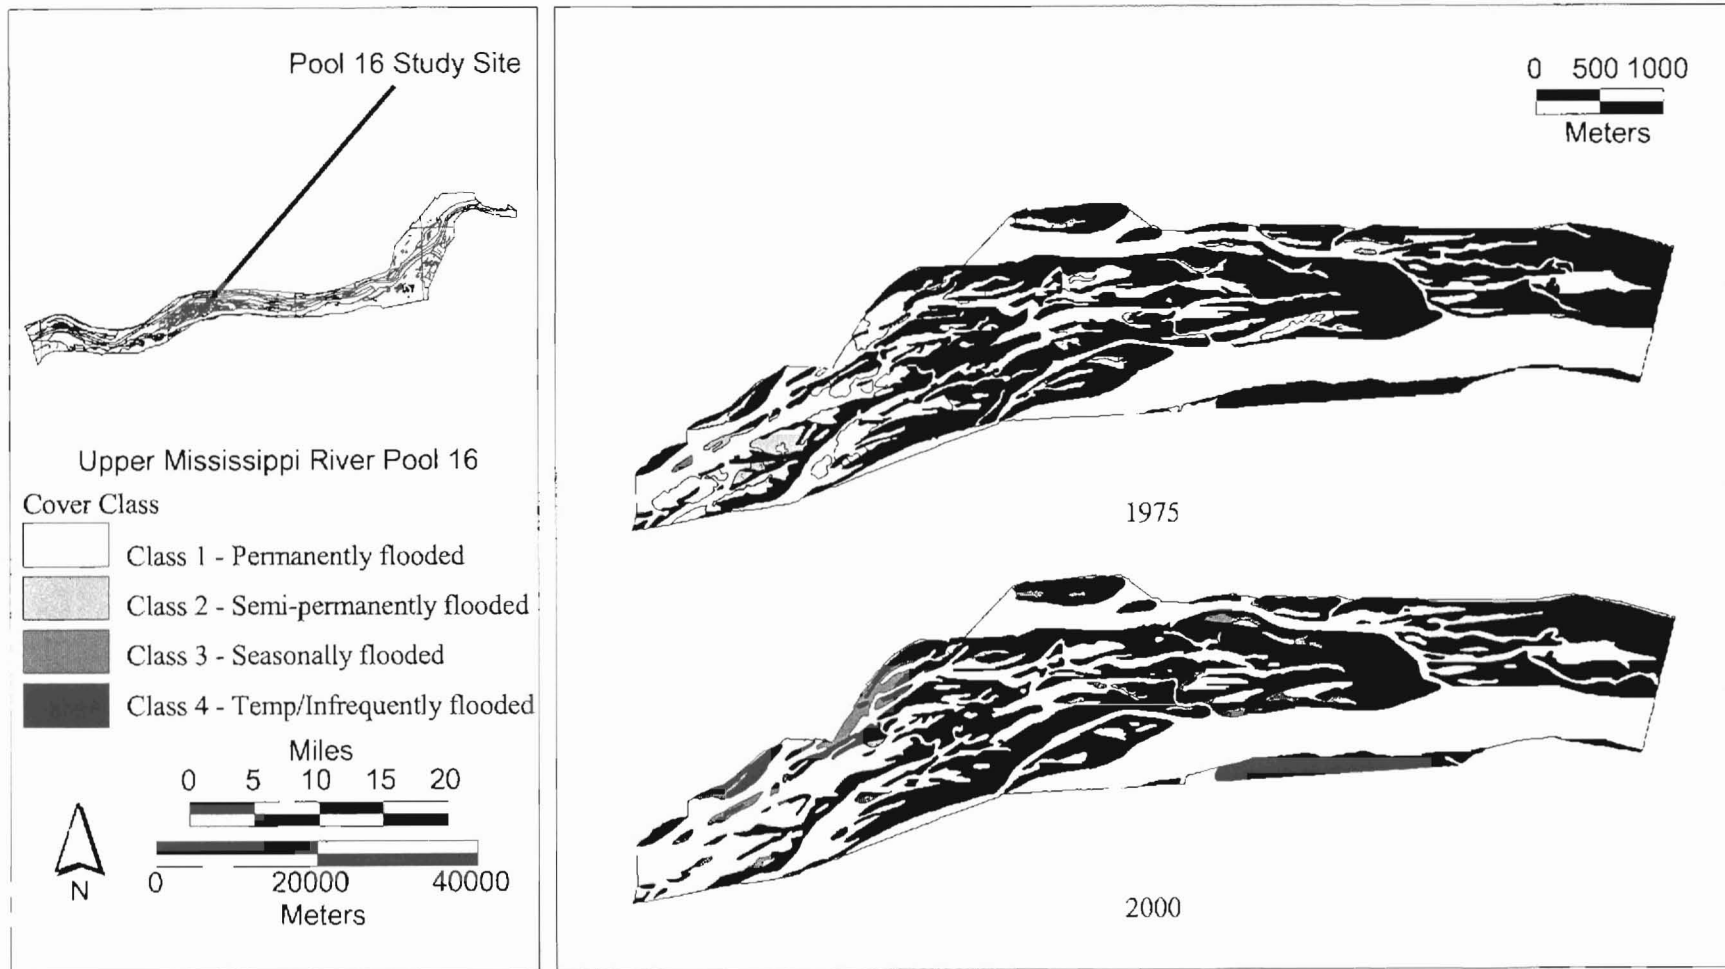 Pool 16 Study Site
Upper Mississippi River Pool 16
Cover Class
Class 1 - Permanently flooded
Class 2 - Semi-permanently flooded
Class 3 - Seasonally flooded
Class 4 - Temp/Infrequently flooded
Miles
0 5 10 15 20
N
0 20000 40000
Meters
0 500 1000
Meters
1975
2000